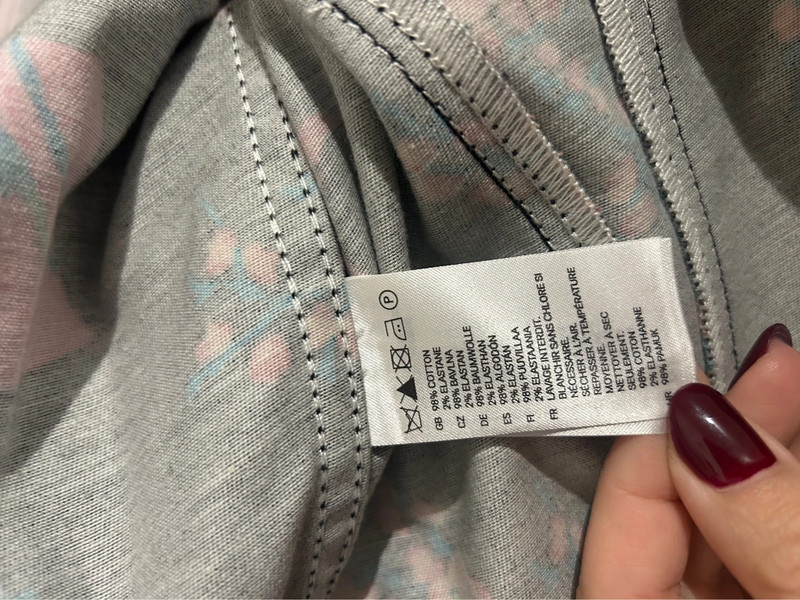 P
GB 98% COTTON
2% ELASTANE
CZ 98% BAVLNA
2% ELASTAN
DE 98% BAUMWOLLE
2% ELASTHAN
ES 98% ALGODÓN
2% ELASTÁN
FI 98% PUUVILLAA
2% ELASTAANIA
FR LAVAGE INTERDIT.
BLANCHIR SANS CHLORE SI
NÉCESSAIRE.
SÉCHER À L'AIR.
REPASSER À TEMPÉRATURE
MOYENNE.
NETTOYER À SEC
SEULEMENT.
98% COTON
2% ELASTHANNE
98% PAMUK